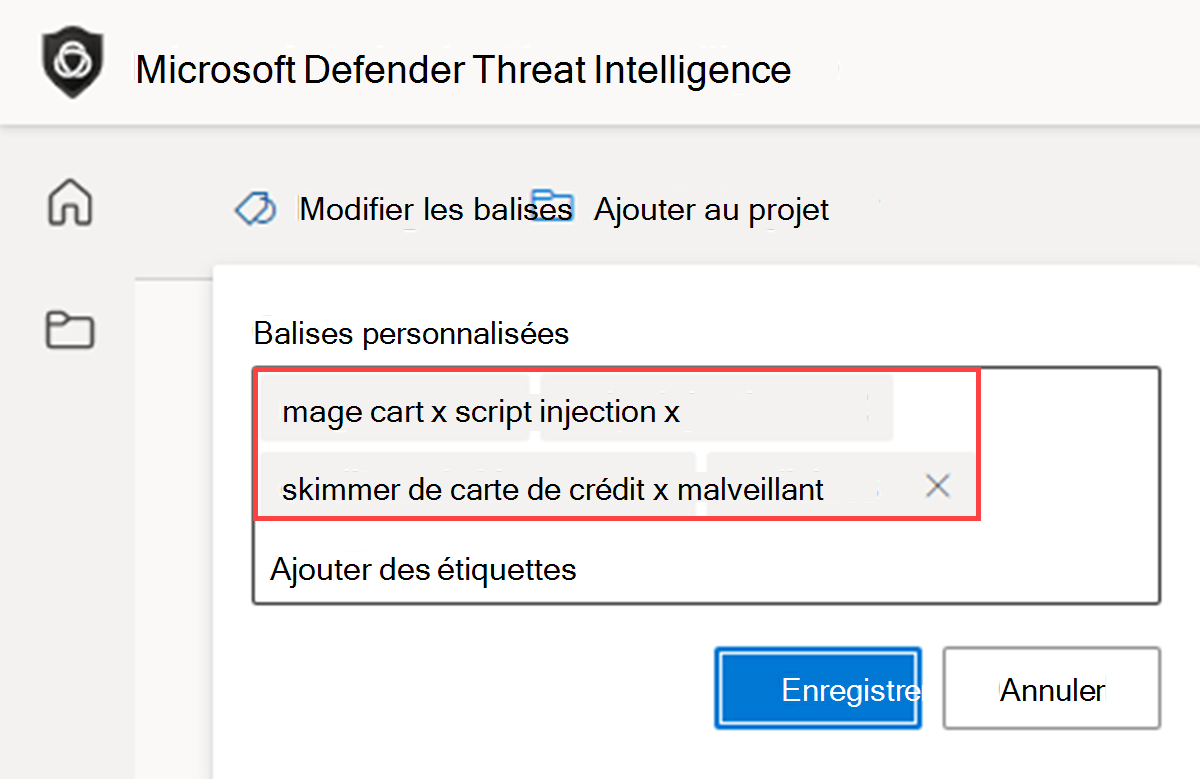 Microsoft Defender Threat Intelligence
Modifier les balises Ajouter au projet
Balises personnalisées
mage cart x script injection x
skimmer de carte de crédit x malveillant
Ajouter des étiquettes
Enregistre Annuler